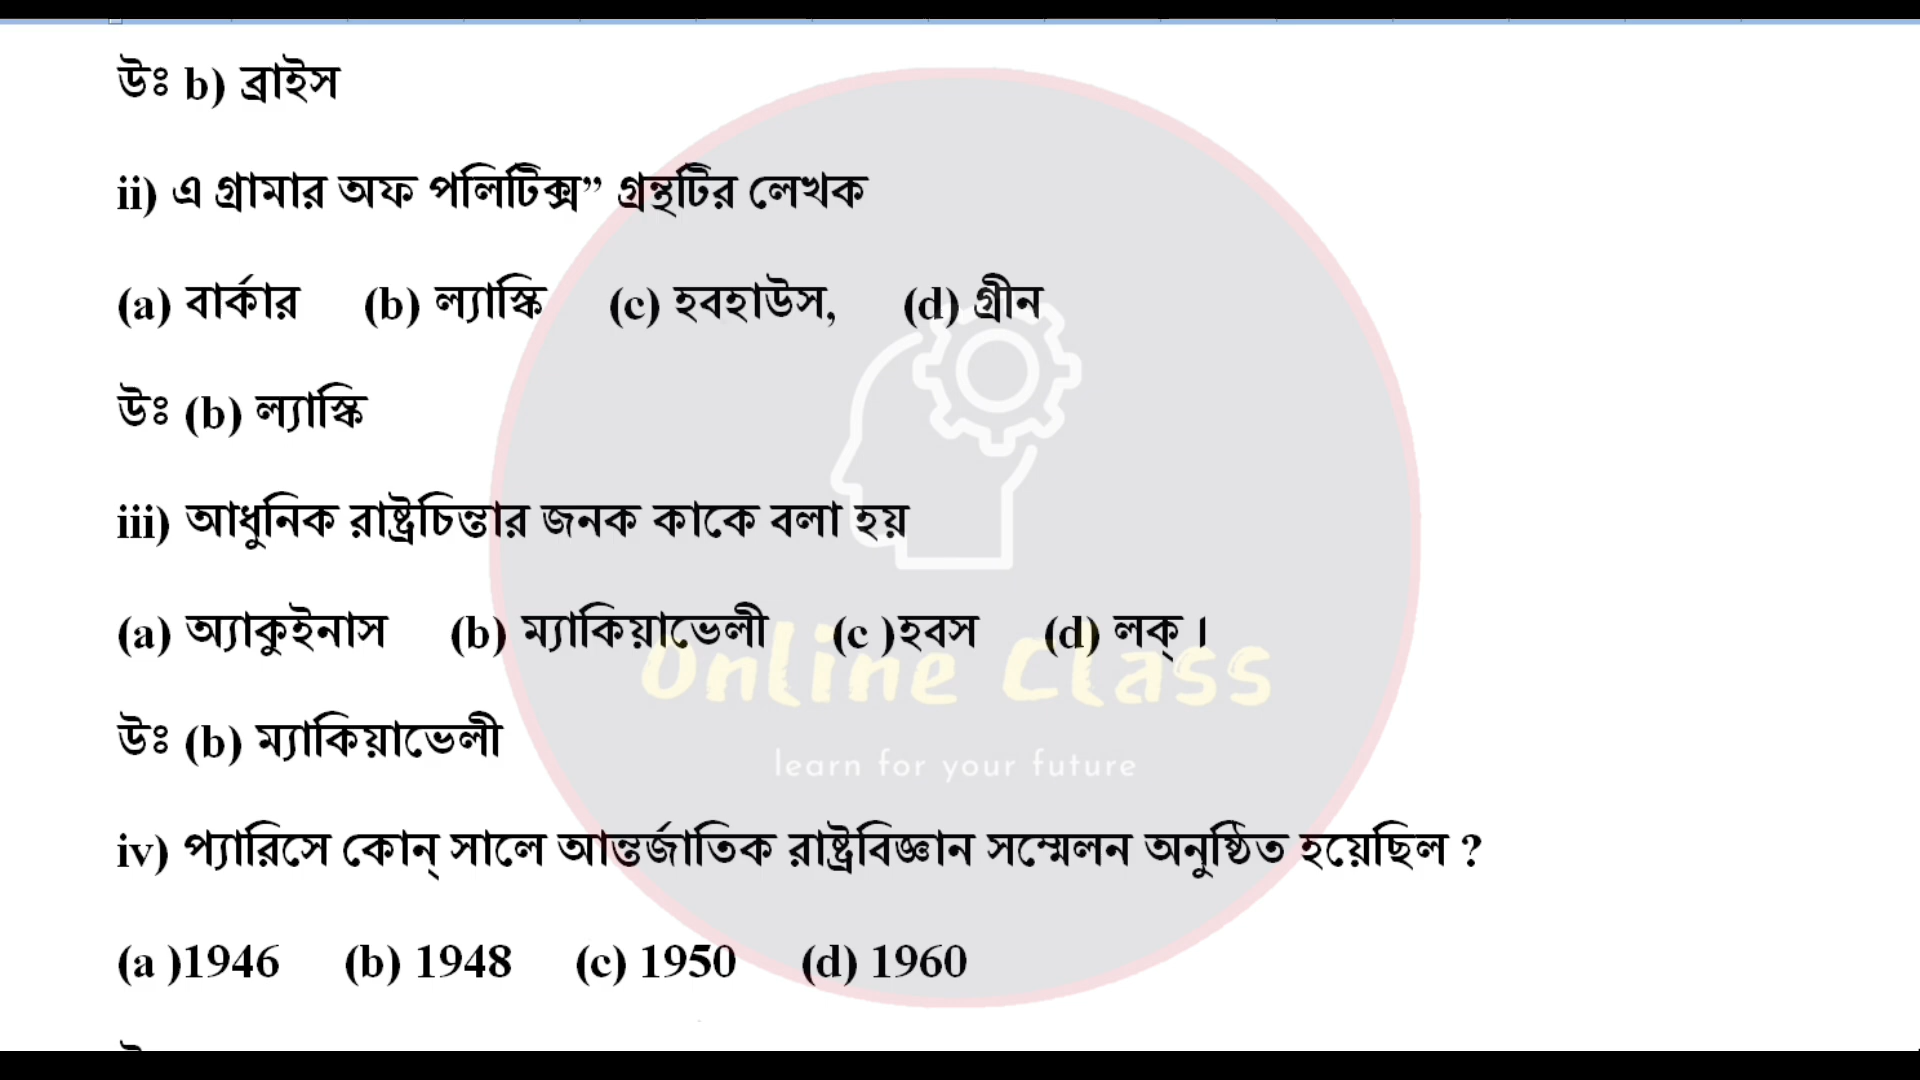 উঃ b) ব্রাইস
ii) এ গ্রামার অফ পলিটিক্স” গ্রন্থটির লেখক
(a) বার্কার (b) ল্যাস্কি (c) হবহাউস, (d) গ্রীন
উঃ (b) ল্যাস্কি
iii) আধুনিক রাষ্ট্রচিন্তার জনক কাকে বলা হয়
(a) অ্যাকুইনাস (b) ম্যাকিয়াভেলী (c )হবস (d) লক্ ।
Online Class
উঃ (b) ম্যাকিয়াভেলী
learn for your future
iv) প্যারিসে কোন্ সালে আন্তর্জাতিক রাষ্ট্রবিজ্ঞান সম্মেলন অনুষ্ঠিত হয়েছিল ?
(a )1946 (b) 1948 (c) 1950 (d) 1960